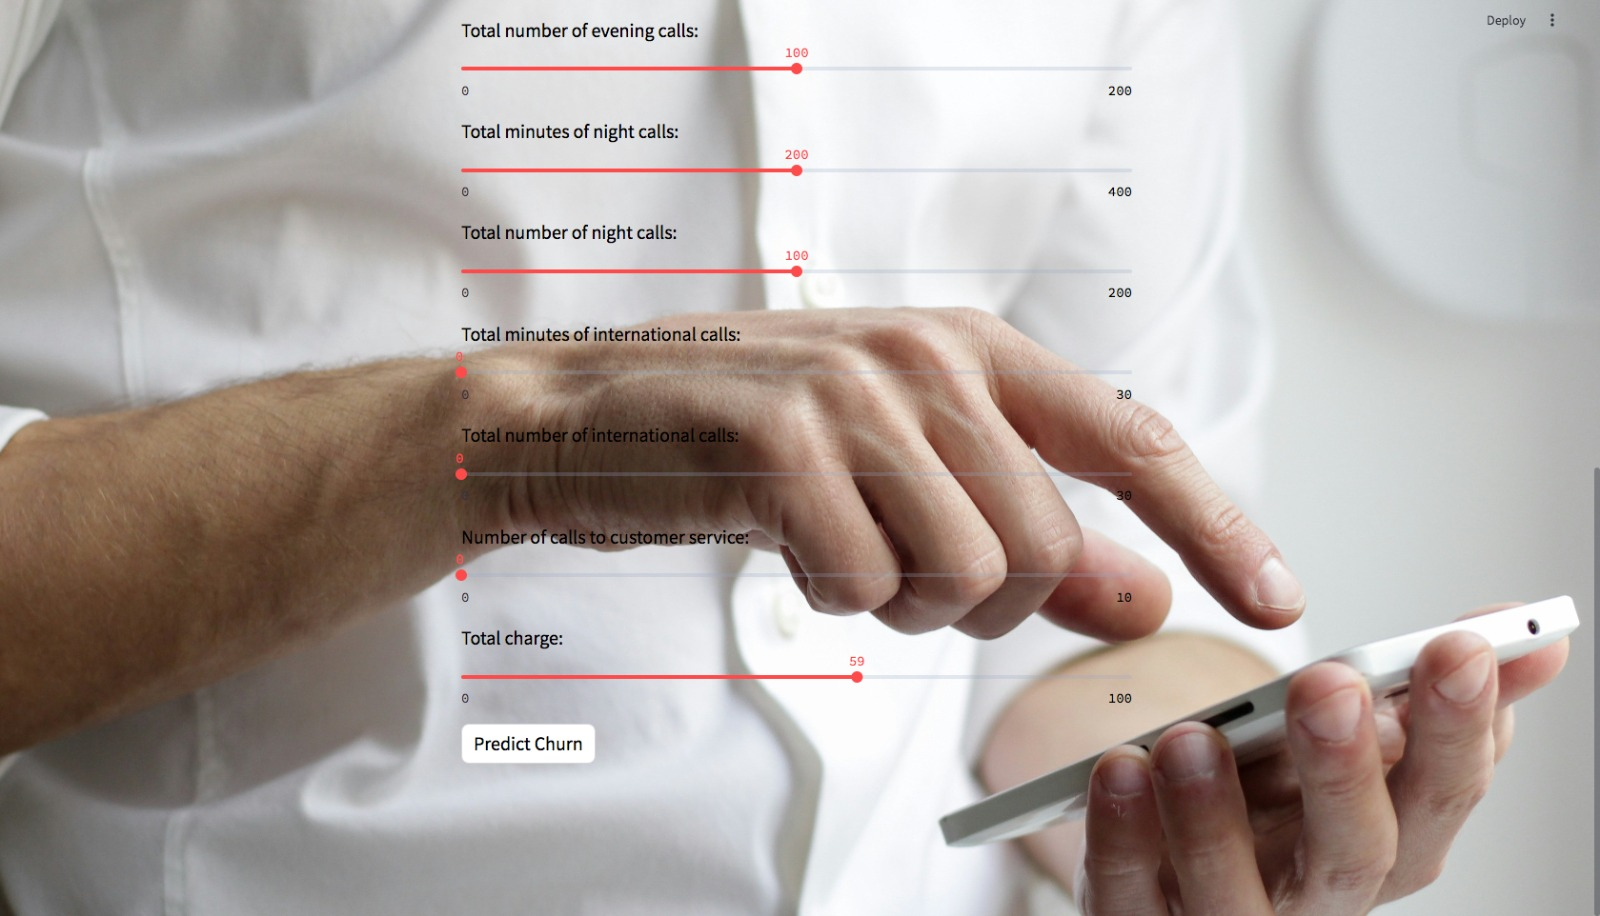 Deploy
Total number of evening calls:
100
0 200
Total minutes of night calls:
200
0 400
Total number of night calls:
100
0 200
Total minutes of international calls:
0
0 30
Total number of international calls:
0
0 30
Number of calls to customer service:
0
0 10
Total charge:
59
0 100
Predict Churn